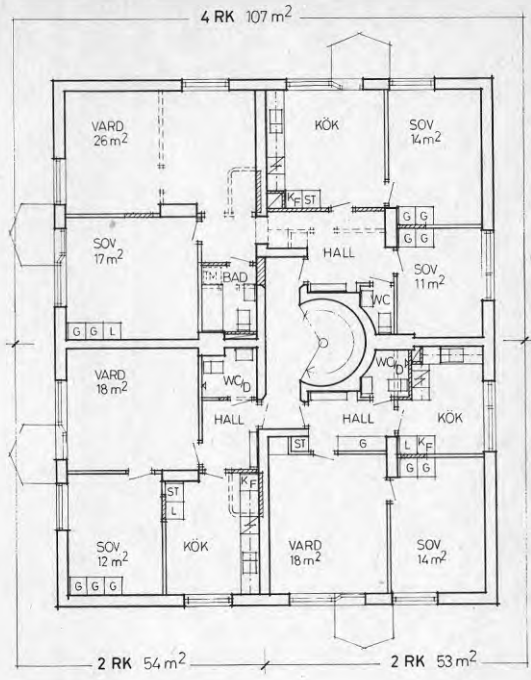 4 RK 107 m²
VARD
26 m²
KÖK
SOV
14 m²
K F ST
G G
G G
SOV
17 m²
HALL
SOV
11 m²
TM BAD
WC
G G L
VARD
18 m²
WC/D
WC/D
HALL
HALL
KÖK
ST
G
L K F
G G
ST
L
K F
SOV
12 m²
KÖK
VARD
18 m²
SOV
14 m²
G G G
2 RK 54 m²
2 RK 53 m²